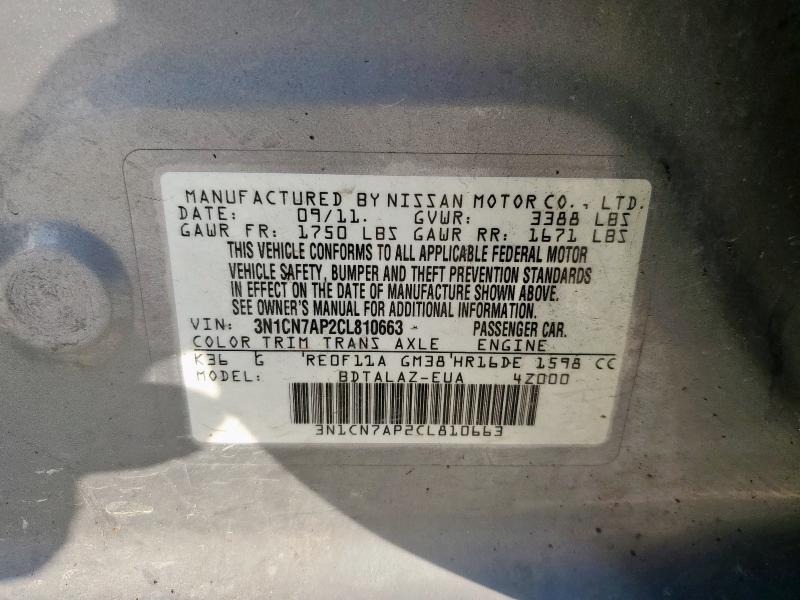 MANUFACTURED BY NISSAN MOTOR CO., LTD.
DATE: 09/11. GVWR: 3388 LBS
GAWR FR: 1750 LBS GAWR RR: 1671 LBS
THIS VEHICLE CONFORMS TO ALL APPLICABLE FEDERAL MOTOR
VEHICLE SAFETY, BUMPER AND THEFT PREVENTION STANDARDS
IN EFFECT ON THE DATE OF MANUFACTURE SHOWN ABOVE.
SEE OWNER'S MANUAL FOR ADDITIONAL INFORMATION.
VIN: 3N1CN7AP2CL810663 PASSENGER CAR.
COLOR TRIM TRANS AXLE ENGINE
K36 G RE0F11A GM38 HR16DE 1598 CC
MODEL: BDTALAZ-EUA 4Z000
3N1CN7AP2CL810663